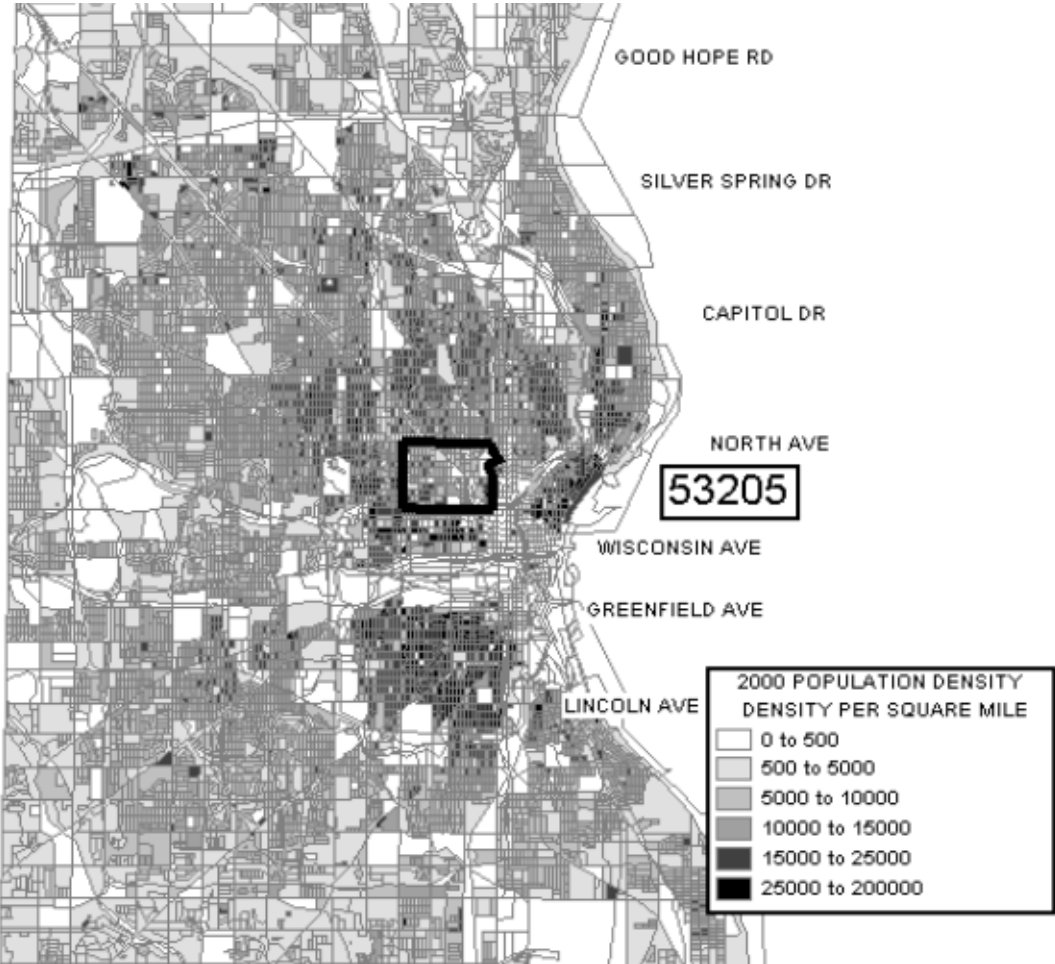 GOOD HOPE RD
SILVER SPRING DR
CAPITOL DR
NORTH AVE
53205
WISCONSIN AVE
GREENFIELD AVE
LINCOLN AVE
2000 POPULATION DENSITY
DENSITY PER SQUARE MILE
0 to 500
500 to 5000
5000 to 10000
10000 to 15000
15000 to 25000
25000 to 200000